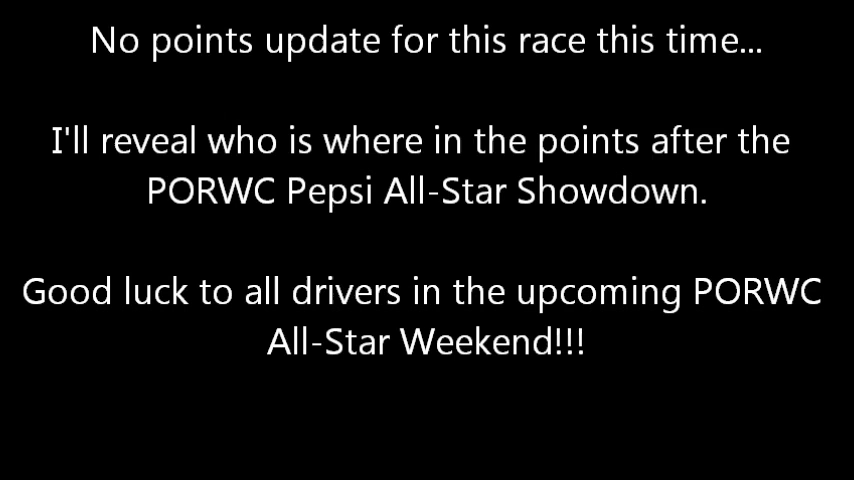 No points update for this race this time...
I'll reveal who is where in the points after the
PORWC Pepsi All-Star Showdown.
Good luck to all drivers in the upcoming PORWC
All-Star Weekend!!!